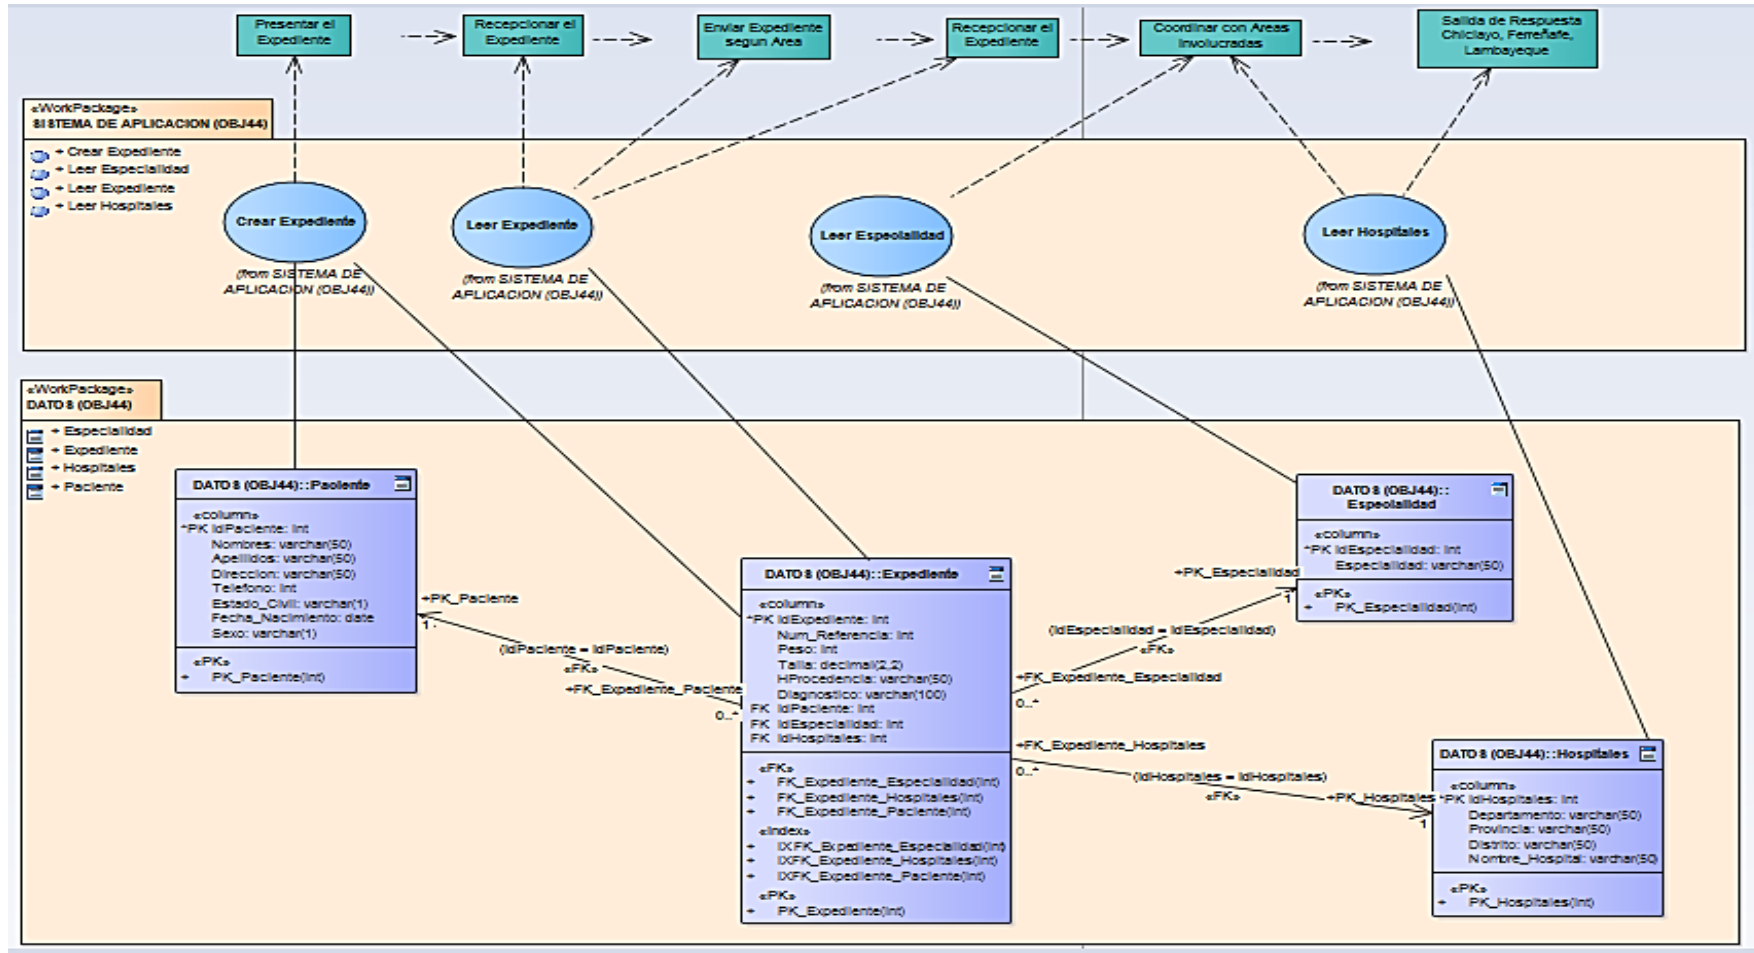 Presentar el
Expediente
Recepcionar el
Expediente
Enviar Expediente
segun Area
Recepcionar el
Expediente
Coordinar con Areas
Involucradas
Salida de Respuesta
Chiclayo, Ferreñafe,
Lambayeque
«WorkPackage»
SISTEMA DE APLICACION (OBJ44)
+ Crear Expediente
+ Leer Especialidad
+ Leer Expediente
+ Leer Hospitales
Crear Expediente
(from SISTEMA DE
APLICACION (OBJ44))
Leer Expediente
(from SISTEMA DE
APLICACION (OBJ44))
Leer Especialidad
(from SISTEMA DE
APLICACION (OBJ44))
Leer Hospitales
(from SISTEMA DE
APLICACION (OBJ44))
«WorkPackage»
DATOS (OBJ44)
+ Especialidad
+ Expediente
+ Hospitales
+ Paciente
DATOS (OBJ44)::Paciente
«column»
*PK IdPaciente: int
Nombres: varchar(50)
Apellidos: varchar(50)
Direccion: varchar(50)
Telefono: int
Estado_Civil: varchar(1)
Fecha_Nacimiento: date
Sexo: varchar(1)
«PK»
+ PK_Paciente(int)
+PK_Paciente
1
(IdPaciente = IdPaciente)
«FK»
+FK_Expediente_Paciente
0..*
DATOS (OBJ44)::Expediente
«column»
*PK IdExpediente: int
Num_Referencia: int
Peso: int
Talla: decimal(2,2)
HProcedencia: varchar(50)
Diagnostico: varchar(100)
FK IdPaciente: int
FK IdEspecialidad: int
FK IdHospitales: int
«FK»
+ FK_Expediente_Especialidad(int)
+ FK_Expediente_Hospitales(int)
+ FK_Expediente_Paciente(int)
«index»
+ IXFK_Expediente_Especialidad(int)
+ IXFK_Expediente_Hospitales(int)
+ IXFK_Expediente_Paciente(int)
«PK»
+ PK_Expediente(int)
+PK_Especialidad
1
(IdEspecialidad = IdEspecialidad)
«FK»
+FK_Expediente_Especialidad
0..*
DATOS (OBJ44)::
Especialidad
«column»
*PK IdEspecialidad: int
Especialidad: varchar(50)
«PK»
+ PK_Especialidad(int)
+FK_Expediente_Hospitales
0..*
(IdHospitales = IdHospitales)
«FK»
+PK_Hospitales
1
DATOS (OBJ44)::Hospitales
«column»
*PK IdHospitales: int
Departamento: varchar(50)
Provincia: varchar(50)
Distrito: varchar(50)
Nombre_Hospital: varchar(50)
«PK»
+ PK_Hospitales(int)